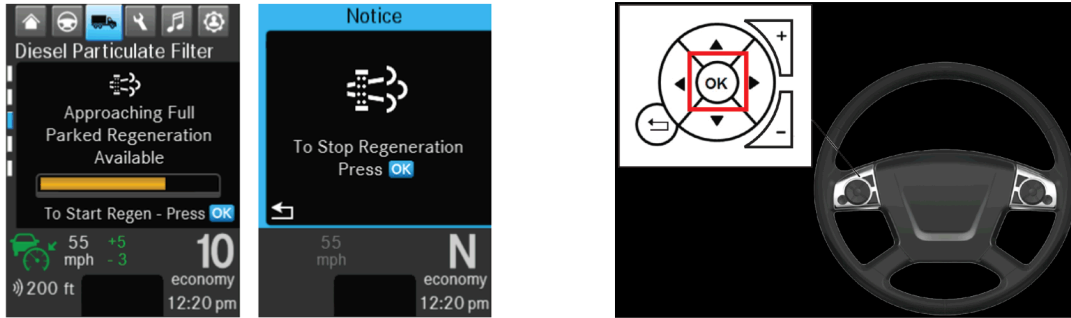 Diesel Particulate Filter
Approaching Full
Parked Regeneration
Available
To Start Regen - Press OK
55
mph
+5
- 3
10
200 ft
economy
12:20 pm
Notice
To Stop Regeneration
Press OK
55
mph
N
economy
12:20 pm
+
OK
-